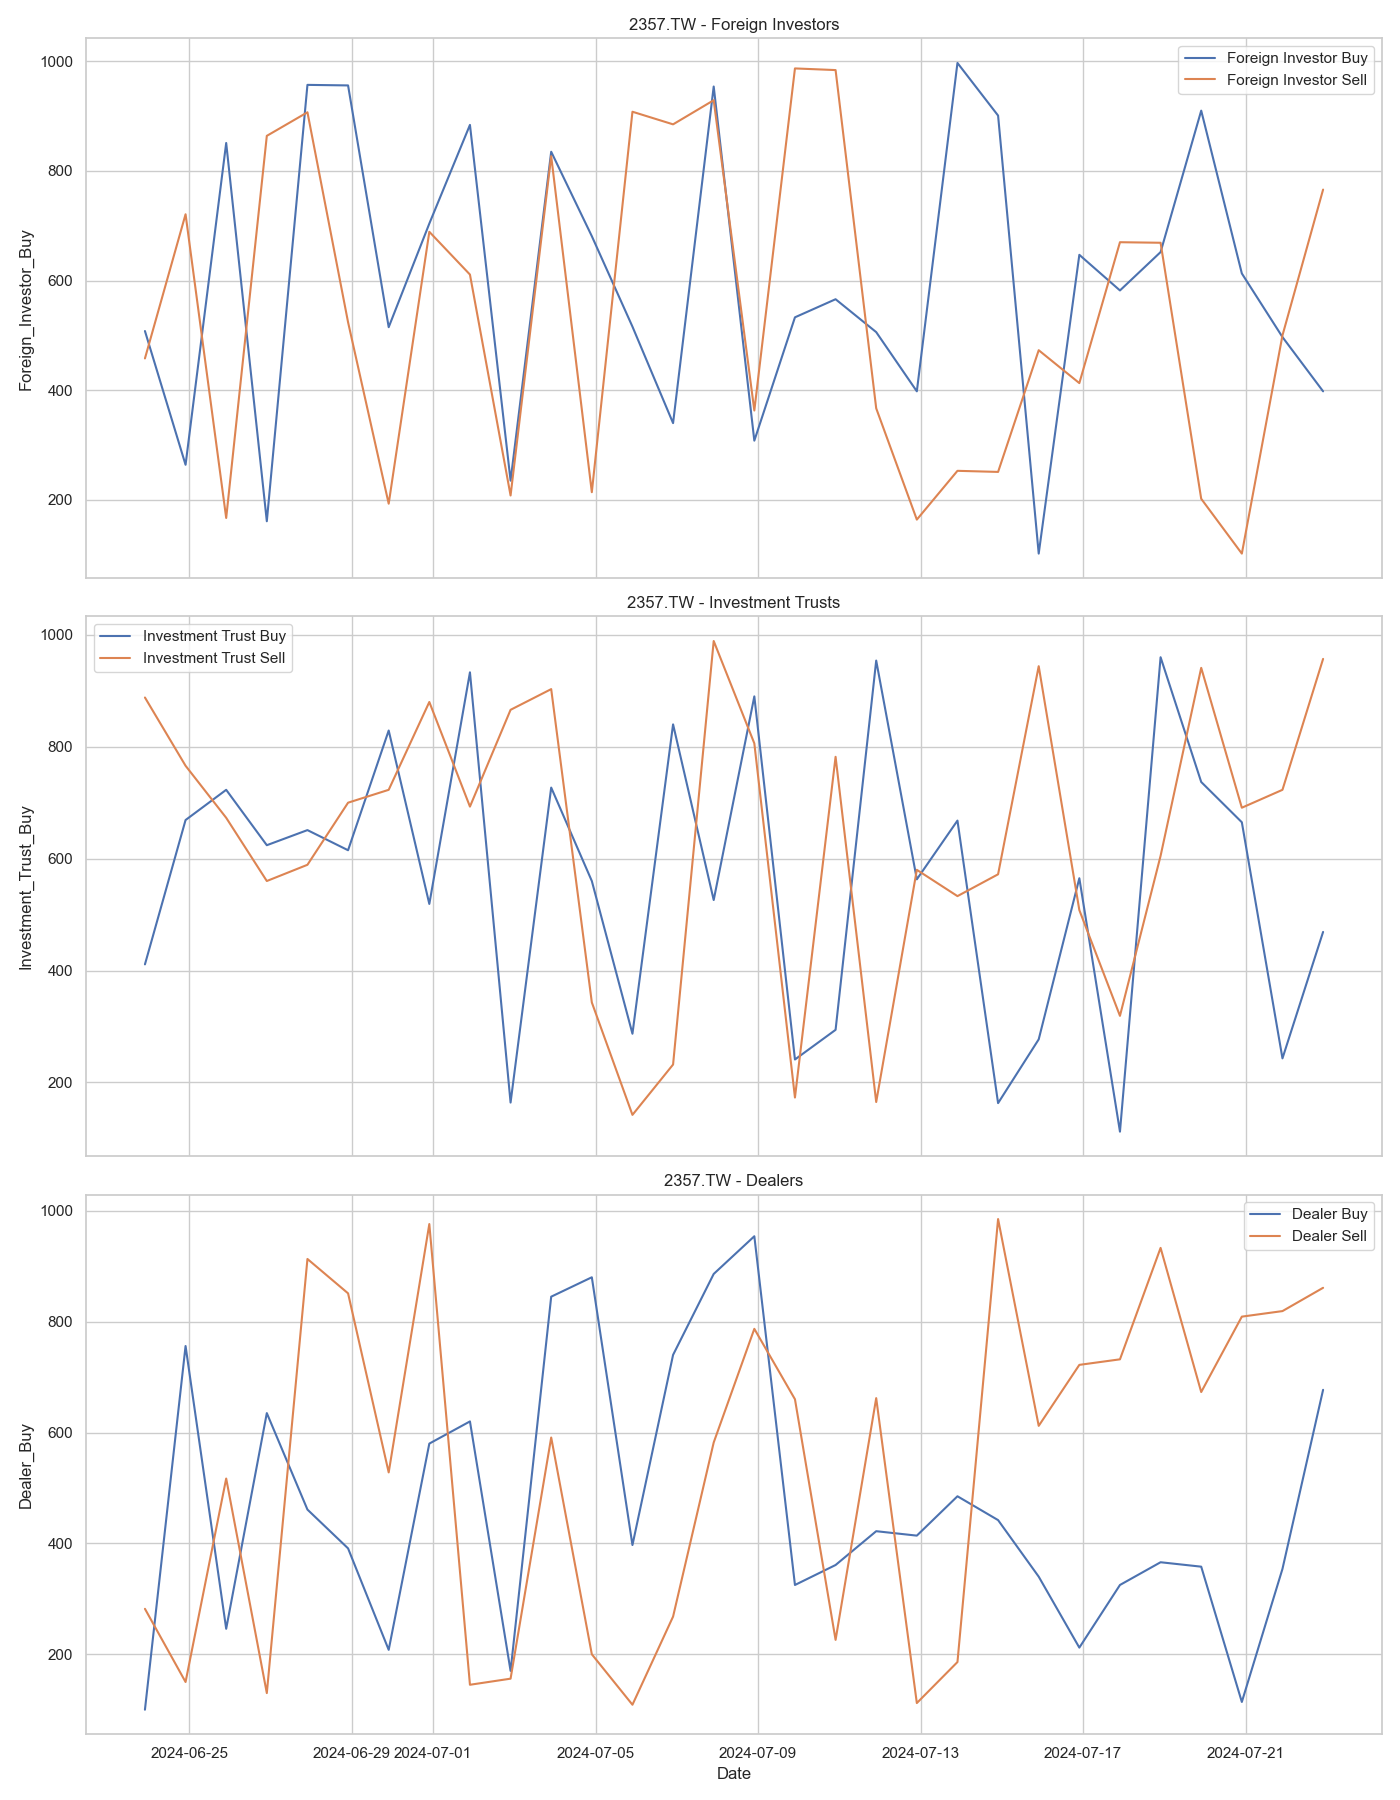 2357.TW - Foreign Investors
Foreign Investor Buy
Foreign Investor Sell
Foreign_Investor_Buy
1000
800
600
400
200
2357.TW - Investment Trusts
Investment Trust Buy
Investment Trust Sell
Investment_Trust_Buy
1000
800
600
400
200
2357.TW - Dealers
Dealer Buy
Dealer Sell
Dealer_Buy
1000
800
600
400
200
2024-06-25 2024-06-29 2024-07-01 2024-07-05 2024-07-09 2024-07-13 2024-07-17 2024-07-21
Date